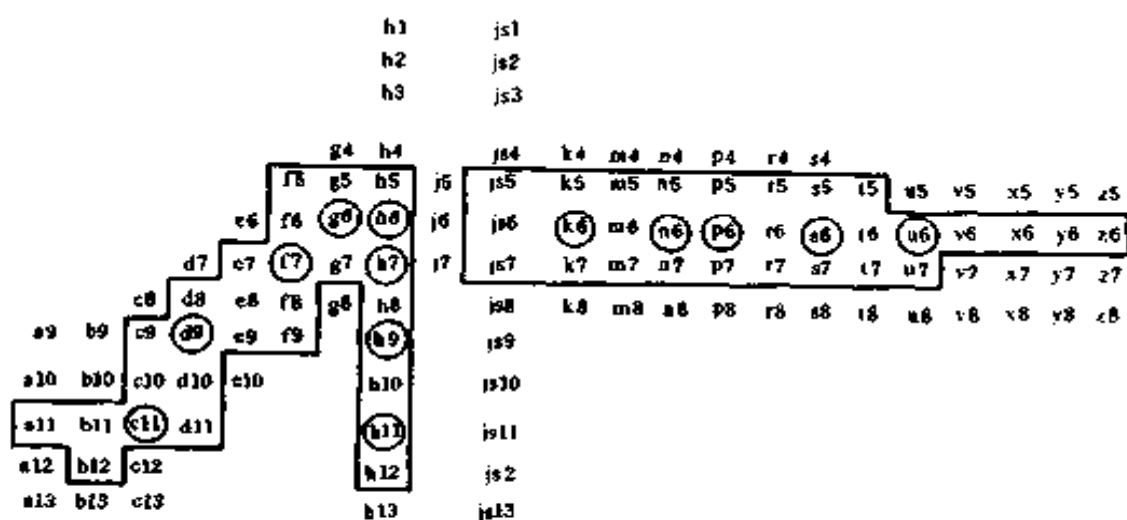 h1 js1
h2 js2
h3 js3
g4 h4 js4 k4 m4 n4 p4 r4 s4
f5 g5 h5 j5 js5 k5 m5 n5 p5 r5 s5 t5 u5 v5 x5 y5 z5
e6 f6 g6 h6 j6 js6 k6 m6 n6 p6 r6 s6 t6 u6 v6 x6 y6 z6
d7 e7 f7 g7 h7 j7 js7 k7 m7 n7 p7 r7 s7 t7 u7 v7 x7 y7 z7
c8 d8 e8 f8 g8 h8 js8 k8 m8 n8 p8 r8 s8 t8 u8 v8 x8 y8 z8
a9 b9 c9 d9 e9 f9 h9 js9
a10 b10 c10 d10 e10 h10 js10
a11 b11 c11 d11 h11 js11
a12 b12 c12 h12 js2
a13 b13 c13 h13 js13